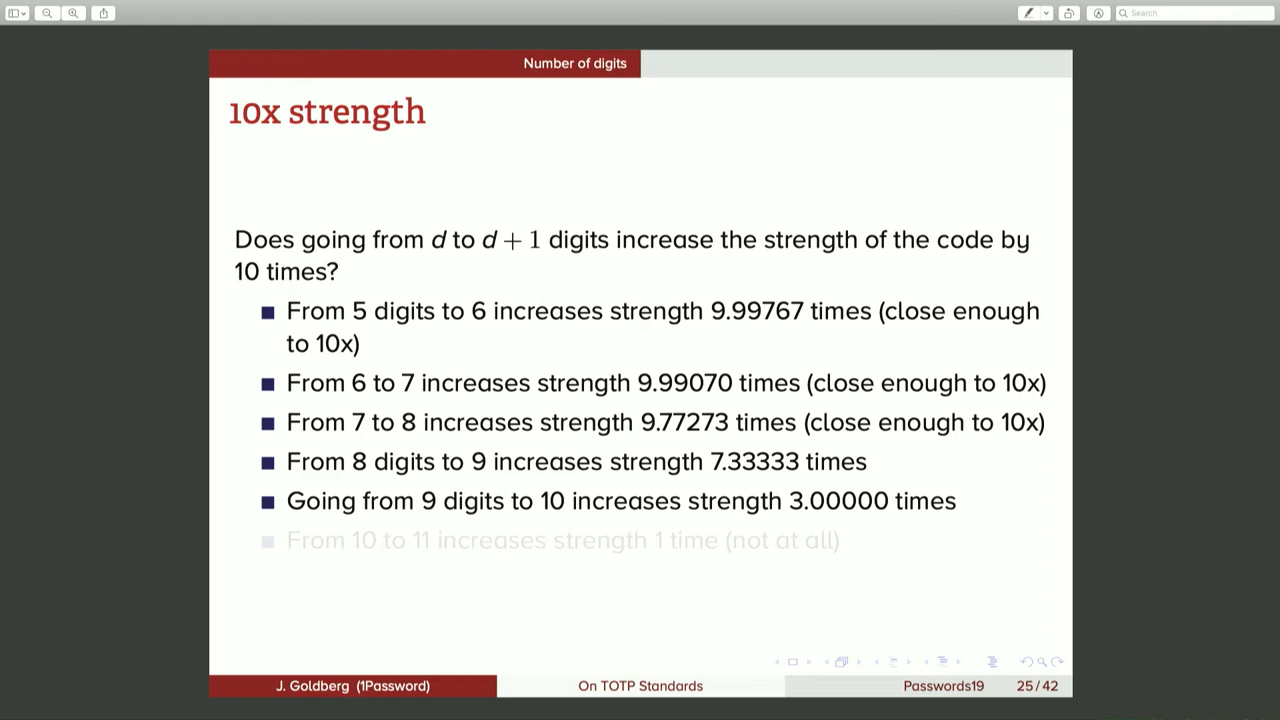 Search
Number of digits
10x strength
Does going from d to d + 1 digits increase the strength of the code by
10 times?
■ From 5 digits to 6 increases strength 9.99767 times (close enough
to 10x)
■ From 6 to 7 increases strength 9.99070 times (close enough to 10x)
■ From 7 to 8 increases strength 9.77273 times (close enough to 10x)
■ From 8 digits to 9 increases strength 7.33333 times
■ Going from 9 digits to 10 increases strength 3.00000 times
■ From 10 to 11 increases strength 1 time (not at all)
J. Goldberg (1Password) On TOTP Standards Passwords19 25/42